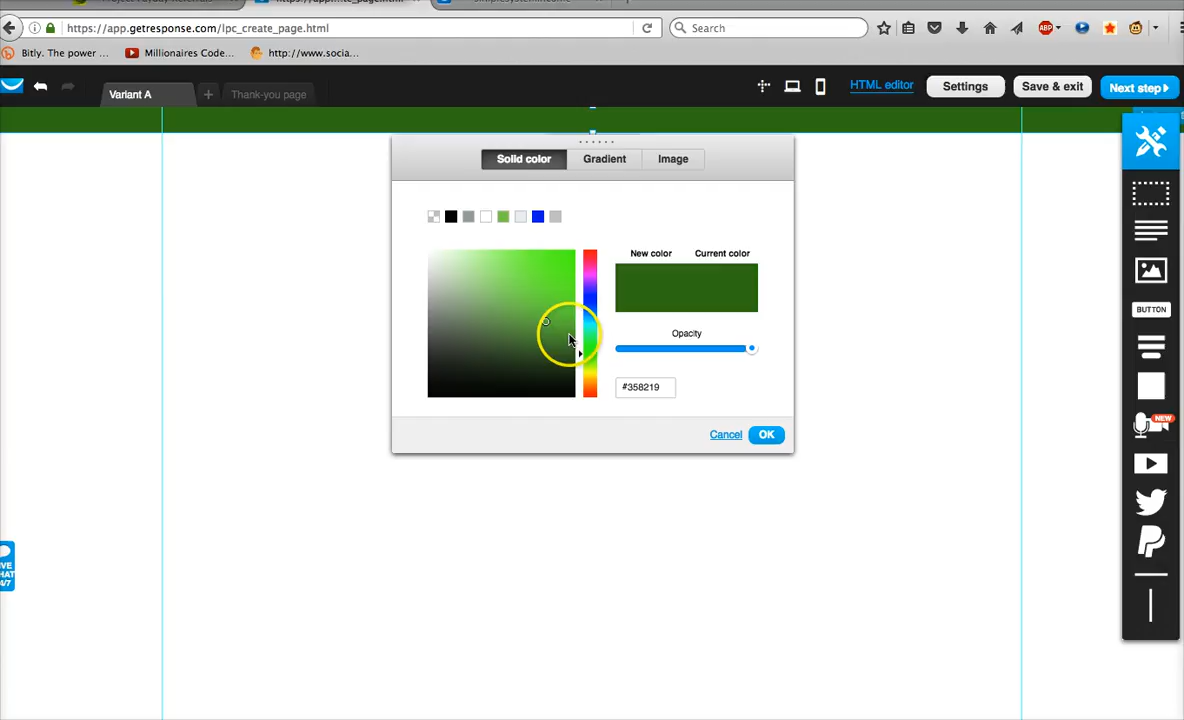 https://app.getresponse.com/lpc_create_page.html
Search
ABP
Bitly. The power ...
Millionaires Code...
http://www.socia...
Variant A
+
Thank-you page
HTML editor
Settings
Save & exit
Next step
Solid color
Gradient
Image
New color
Current color
Opacity
#358219
Cancel
OK
BUTTON
NEW